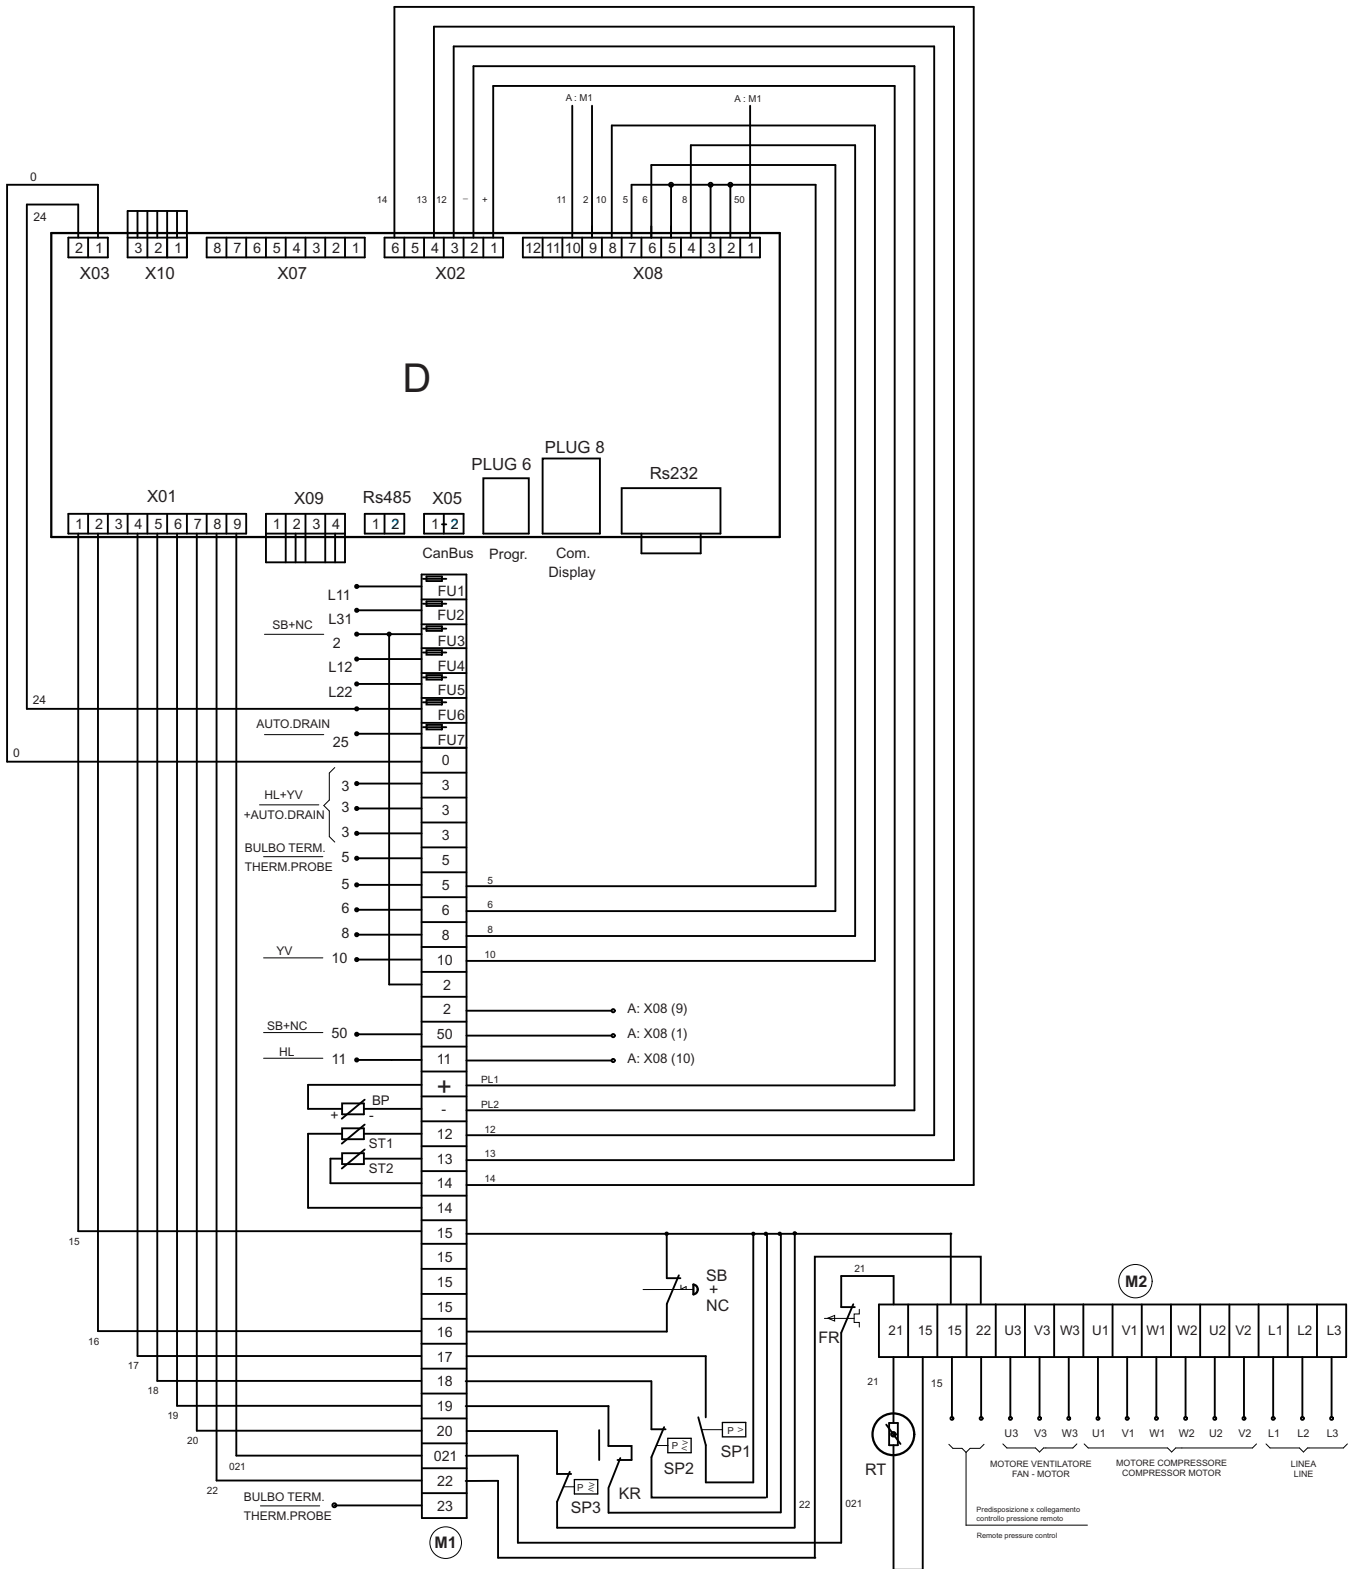 A : M1
A : M1
0
24
14
13
12
–
+
11
2
10
5
6
8
50
2 1
3 2 1
8 7 6 5 4 3 2 1
6 5 4 3 2 1
12 11 10 9 8 7 6 5 4 3 2 1
X03
X10
X07
X02
X08
D
PLUG 8
PLUG 6
Rs232
X01
X09
Rs485
X05
1 2 3 4 5 6 7 8 9
1 2 3 4
1 2
1 2
CanBus
Progr.
Com.
Display
L11
FU1
L31
FU2
SB+NC
2
FU3
L12
FU4
L22
FU5
24
FU6
AUTO.DRAIN
25
FU7
0
0
HL+YV
+AUTO.DRAIN
3
3
3
3
3
3
BULBO TERM.
THERM.PROBE
5
5
5
5
5
6
6
6
8
8
8
YV
10
10
10
2
2
A: X08 (9)
SB+NC
50
50
A: X08 (1)
HL
11
11
A: X08 (10)
+
PL1
BP
+ -
-
PL2
ST1
12
12
ST2
13
13
14
14
14
15
15
15
15
15
SB
+
NC
16
16
17
17
18
18
19
19
20
20
021
021
22
22
BULBO TERM.
THERM.PROBE
23
M1
P ≥
SP3
KR
P ≥
SP2
P >
SP1
22
021
21
FR
M2
21 15 15 22 U3 V3 W3 U1 V1 W1 W2 U2 V2 L1 L2 L3
21
15
RT
U3 V3 W3 U1 V1 W1 W2 U2 V2 L1 L2 L3
MOTORE VENTILATORE
FAN - MOTOR
MOTORE COMPRESSORE
COMPRESSOR MOTOR
LINEA
LINE
Predisposizione x collegamento
controllo pressione remoto
Remote pressure control